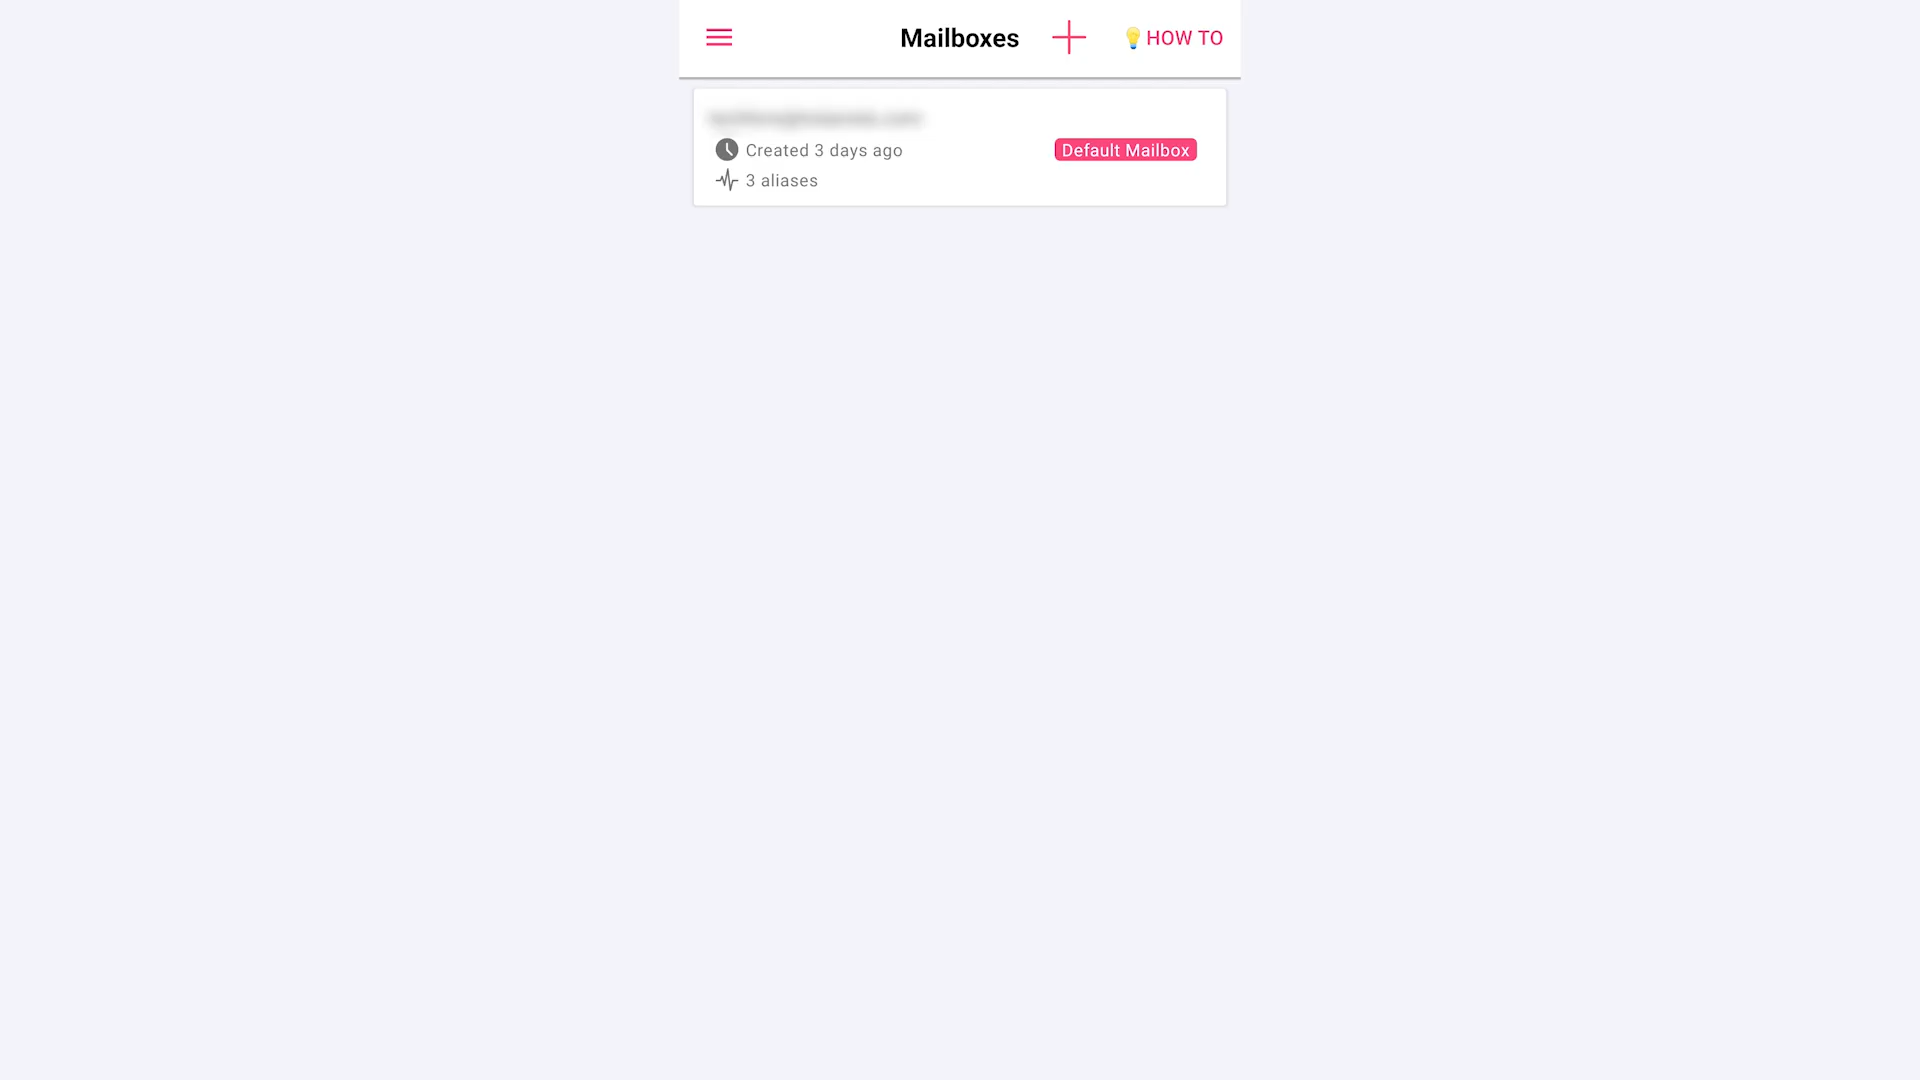 Mailboxes
HOW TO
Created 3 days ago
Default Mailbox
3 aliases